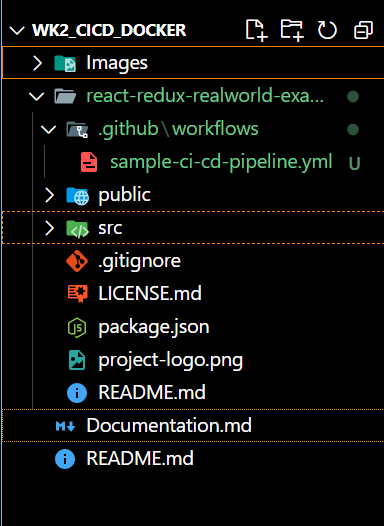 WK2_CICD_DOCKER
Images
react-redux-realworld-exa...
.github\workflows
sample-ci-cd-pipeline.yml U
public
src
.gitignore
LICENSE.md
package.json
project-logo.png
README.md
Documentation.md
README.md